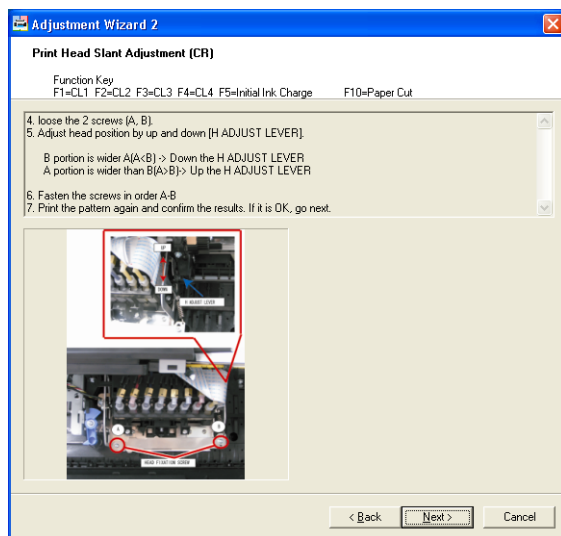 Adjustment Wizard 2
Print Head Slant Adjustment (CR)
Function Key
F1=CL1 F2=CL2 F3=CL3 F4=CL4 F5=Initial Ink Charge F10=Paper Cut
4. loose the 2 screws (A, B).
5. Adjust head position by up and down [H ADJUST LEVER].
B portion is wider A(A<B) -> Down the H ADJUST LEVER
A portion is wider than B(A>B)-> Up the H ADJUST LEVER
6. Fasten the screws in order A-B
7. Print the pattern again and confirm the results. If it is OK, go next.
UP
DOWN
H ADJUST LEVER
A
B
HEAD FIXATION SCREW
< Back
Next >
Cancel